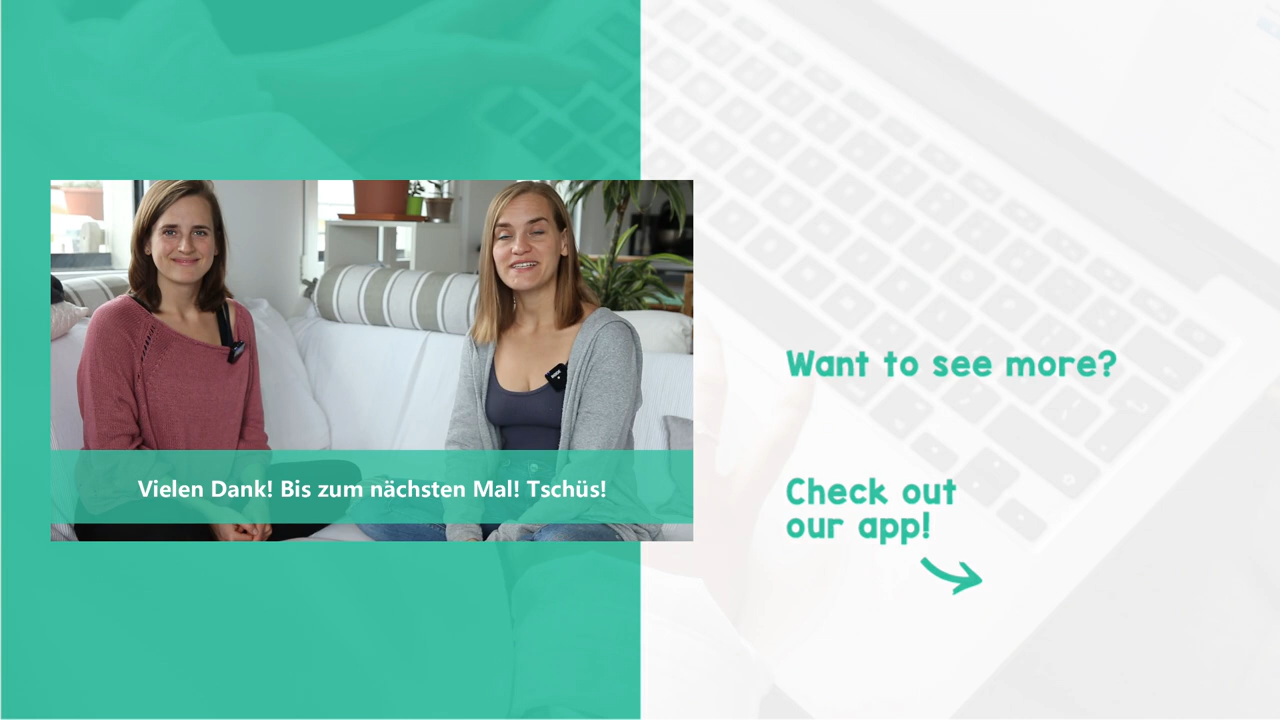 Vielen Dank! Bis zum nächsten Mal! Tschüs!
Want to see more?
Check out
our app!